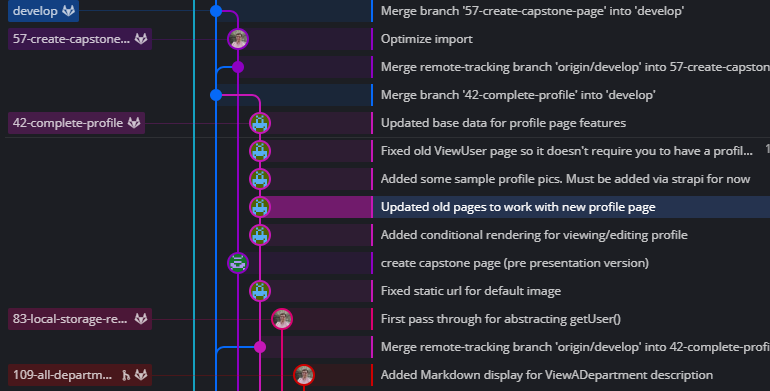 develop Merge branch '57-create-capstone-page' into 'develop'
57-create-capstone... Optimize import
Merge remote-tracking branch 'origin/develop' into 57-create-capston
Merge branch '42-complete-profile' into 'develop'
42-complete-profile Updated base data for profile page features
Fixed old ViewUser page so it doesn't require you to have a profil... 1
Added some sample profile pics. Must be added via strapi for now
Updated old pages to work with new profile page
Added conditional rendering for viewing/editing profile
create capstone page (pre presentation version)
Fixed static url for default image
83-local-storage-re... First pass through for abstracting getUser()
Merge remote-tracking branch 'origin/develop' into 42-complete-profi
109-all-departm... Added Markdown display for ViewADepartment description